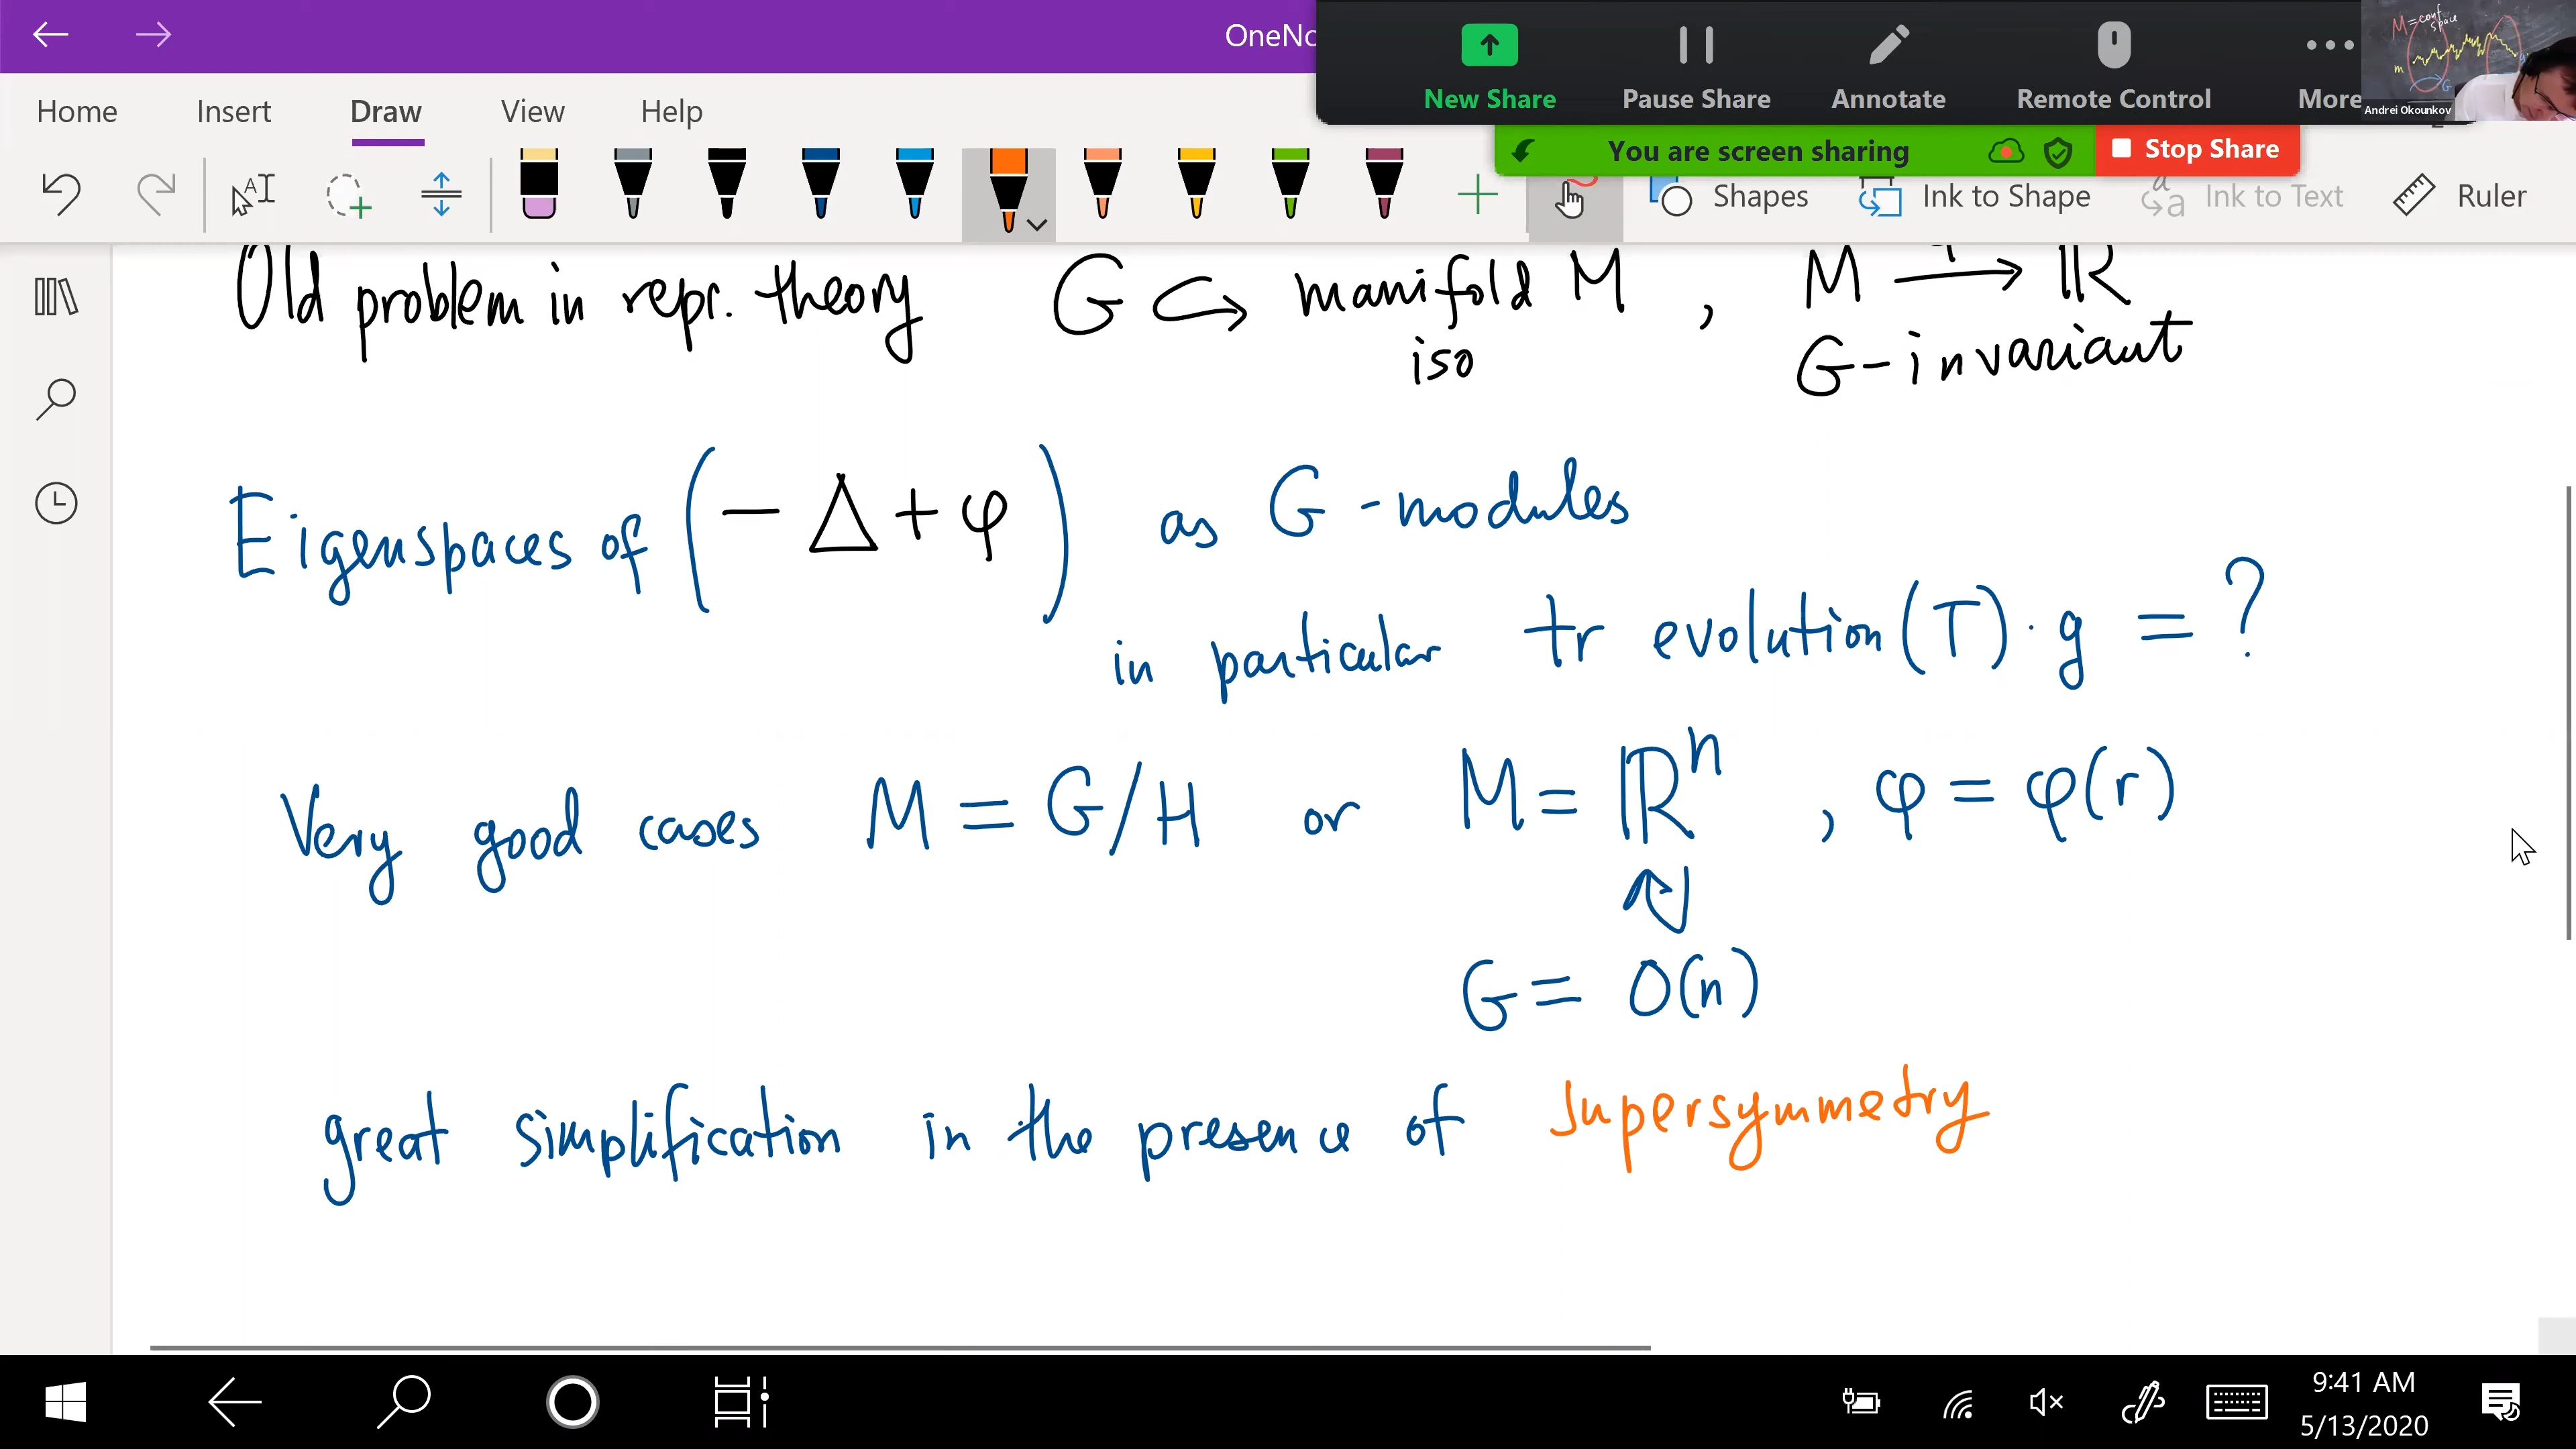 OneNo
New Share
Pause Share
Annotate
Remote Control
More
M = conf space
m
G
Andrei Okounkov
Home
Insert
Draw
View
Help
You are screen sharing
Stop Share
Shapes
Ink to Shape
Ink to Text
Ruler
Old problem in repr. theory G ↪ manifold M , M → ℝ
iso G-invariant
Eigenspaces of (-Δ+φ) as G-modules
in particular tr evolution(T)·g = ?
Very good cases M = G/H or M = ℝⁿ , φ = φ(r)
G = O(n)
great simplification in the presence of supersymmetry
9:41 AM
5/13/2020